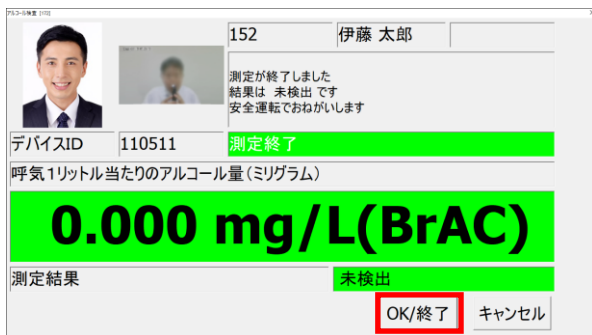 アルコール検査 [152]
152
伊藤 太郎
測定が終了しました
結果は 未検出 です
安全運転でおねがいします
デバイスID
110511
測定終了
呼気1リットル当たりのアルコール量(ミリグラム)
0.000 mg/L(BrAC)
測定結果
未検出
OK/終了
キャンセル